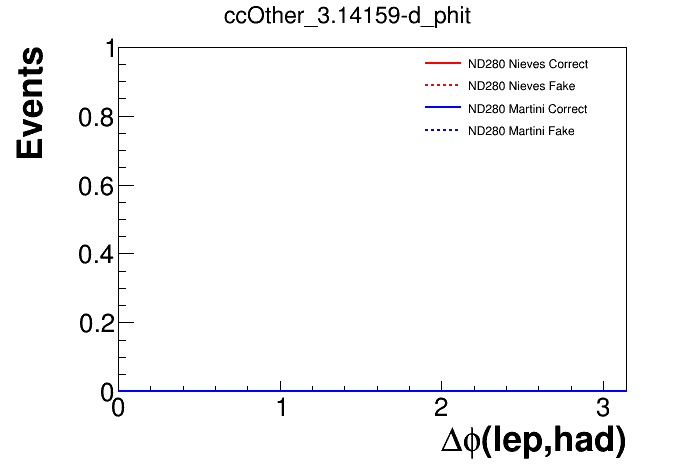 ccOther_3.14159-d_phit
Events
1
0.8
0.6
0.4
0.2
0
ND280 Nieves Correct
ND280 Nieves Fake
ND280 Martini Correct
ND280 Martini Fake
0 1 2 3
Δϕ(lep,had)